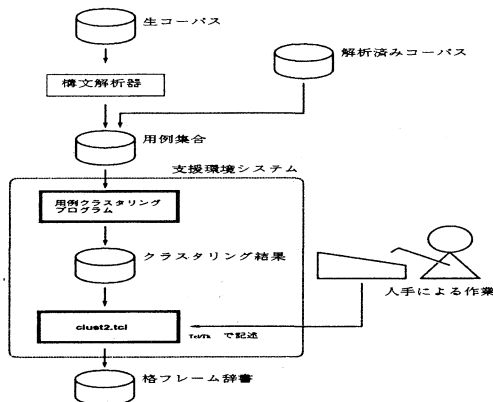 生コーパス
解析済みコーパス
構文解析器
用例集合
支援環境システム
用例クラスタリング
プログラム
クラスタリング結果
人手による作業
clust2.tcl
Tcl/Tk で記述
格フレーム辞書